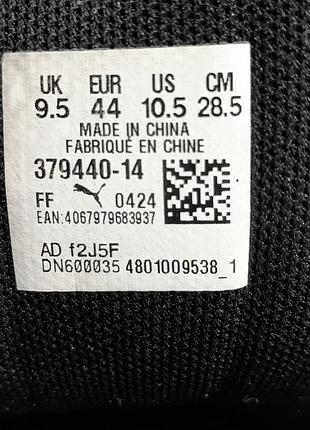 UK EUR US CM
9.5 44 10.5 28.5
MADE IN CHINA
FABRIQUÉ EN CHINE
379440-14
FF 0424
EAN:4067979683937
AD f2J5F
DN600035 4801009538_1